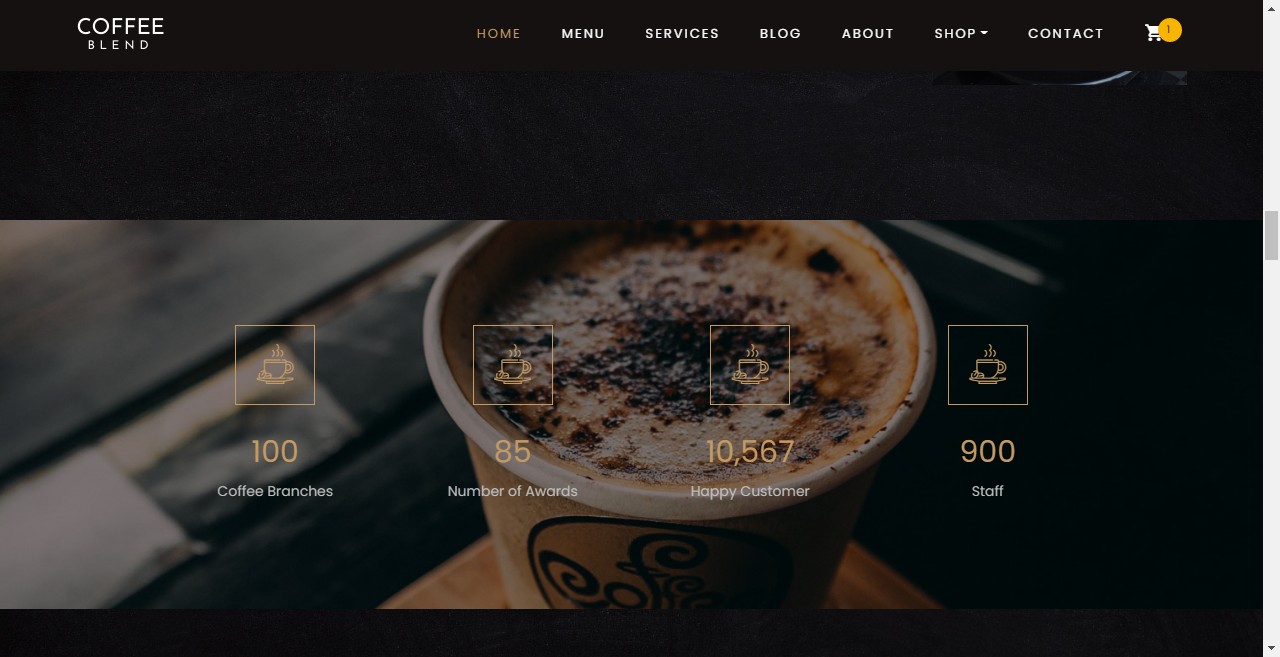 COFFEE
BLEND
HOME MENU SERVICES BLOG ABOUT SHOP CONTACT 1
100 85 10,567 900
Coffee Branches Number of Awards Happy Customer Staff
Coffee